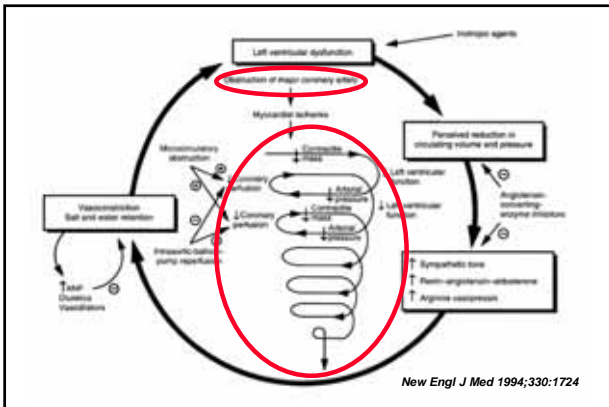 Left ventricular dysfunction
Inotropic agents
Obstruction of major coronary artery
Myocardial ischemia
Perceived reduction in
circulating volume and pressure
Microcirculatory
obstruction
↓ Contractile
mass
Left ventricular
function
↓ Coronary
perfusion
↓ Arterial
pressure
↓ Left ventricular
function
Vasoconstriction
Salt and water retention
↓ Coronary
perfusion
↓ Contractile
mass
↓ Arterial
pressure
Angiotensin-
converting-
enzyme inhibitors
Intraaortic-balloon-
pump reperfusion
↑ ANP
Diuretics
Vasodilators
↑ Sympathetic tone
↑ Renin–angiotensin–aldosterone
↑ Arginine vasopressin
New Engl J Med 1994;330:1724